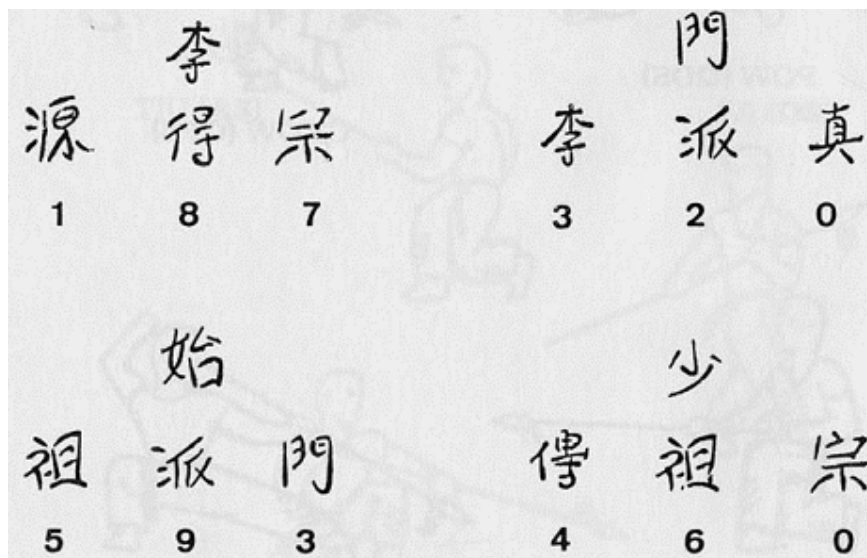 李 門
源 得 宗 李 派 真
1 8 7 3 2 0
始 少
祖 派 門 傳 祖 宗
5 9 3 4 6 0